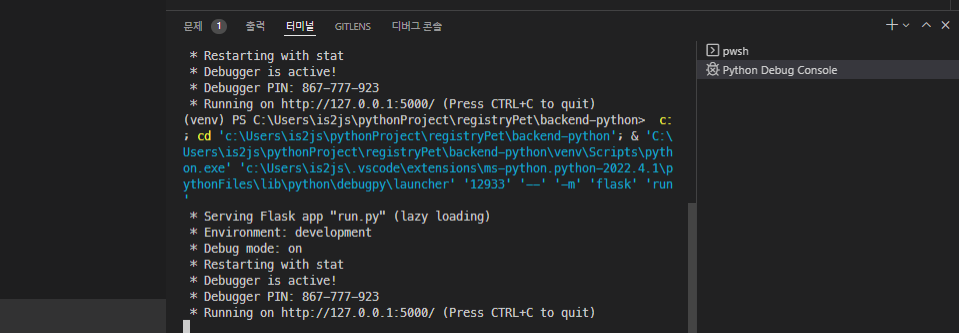 문제 1 출력 터미널 GITLENS 디버그 콘솔
* Restarting with stat
* Debugger is active!
* Debugger PIN: 867-777-923
* Running on http://127.0.0.1:5000/ (Press CTRL+C to quit)
(venv) PS C:\Users\is2js\pythonProject\registryPet\backend-python>  c:
; cd 'c:\Users\is2js\pythonProject\registryPet\backend-python'; & 'C:\
Users\is2js\pythonProject\registryPet\backend-python\venv\Scripts\pyth
on.exe' 'c:\Users\is2js\.vscode\extensions\ms-python.python-2022.4.1\p
ythonFiles\lib\python\debugpy\launcher' '12933' '--' '-m' 'flask' 'run
'
* Serving Flask app "run.py" (lazy loading)
* Environment: development
* Debug mode: on
* Restarting with stat
* Debugger is active!
* Debugger PIN: 867-777-923
* Running on http://127.0.0.1:5000/ (Press CTRL+C to quit)
pwsh
Python Debug Console